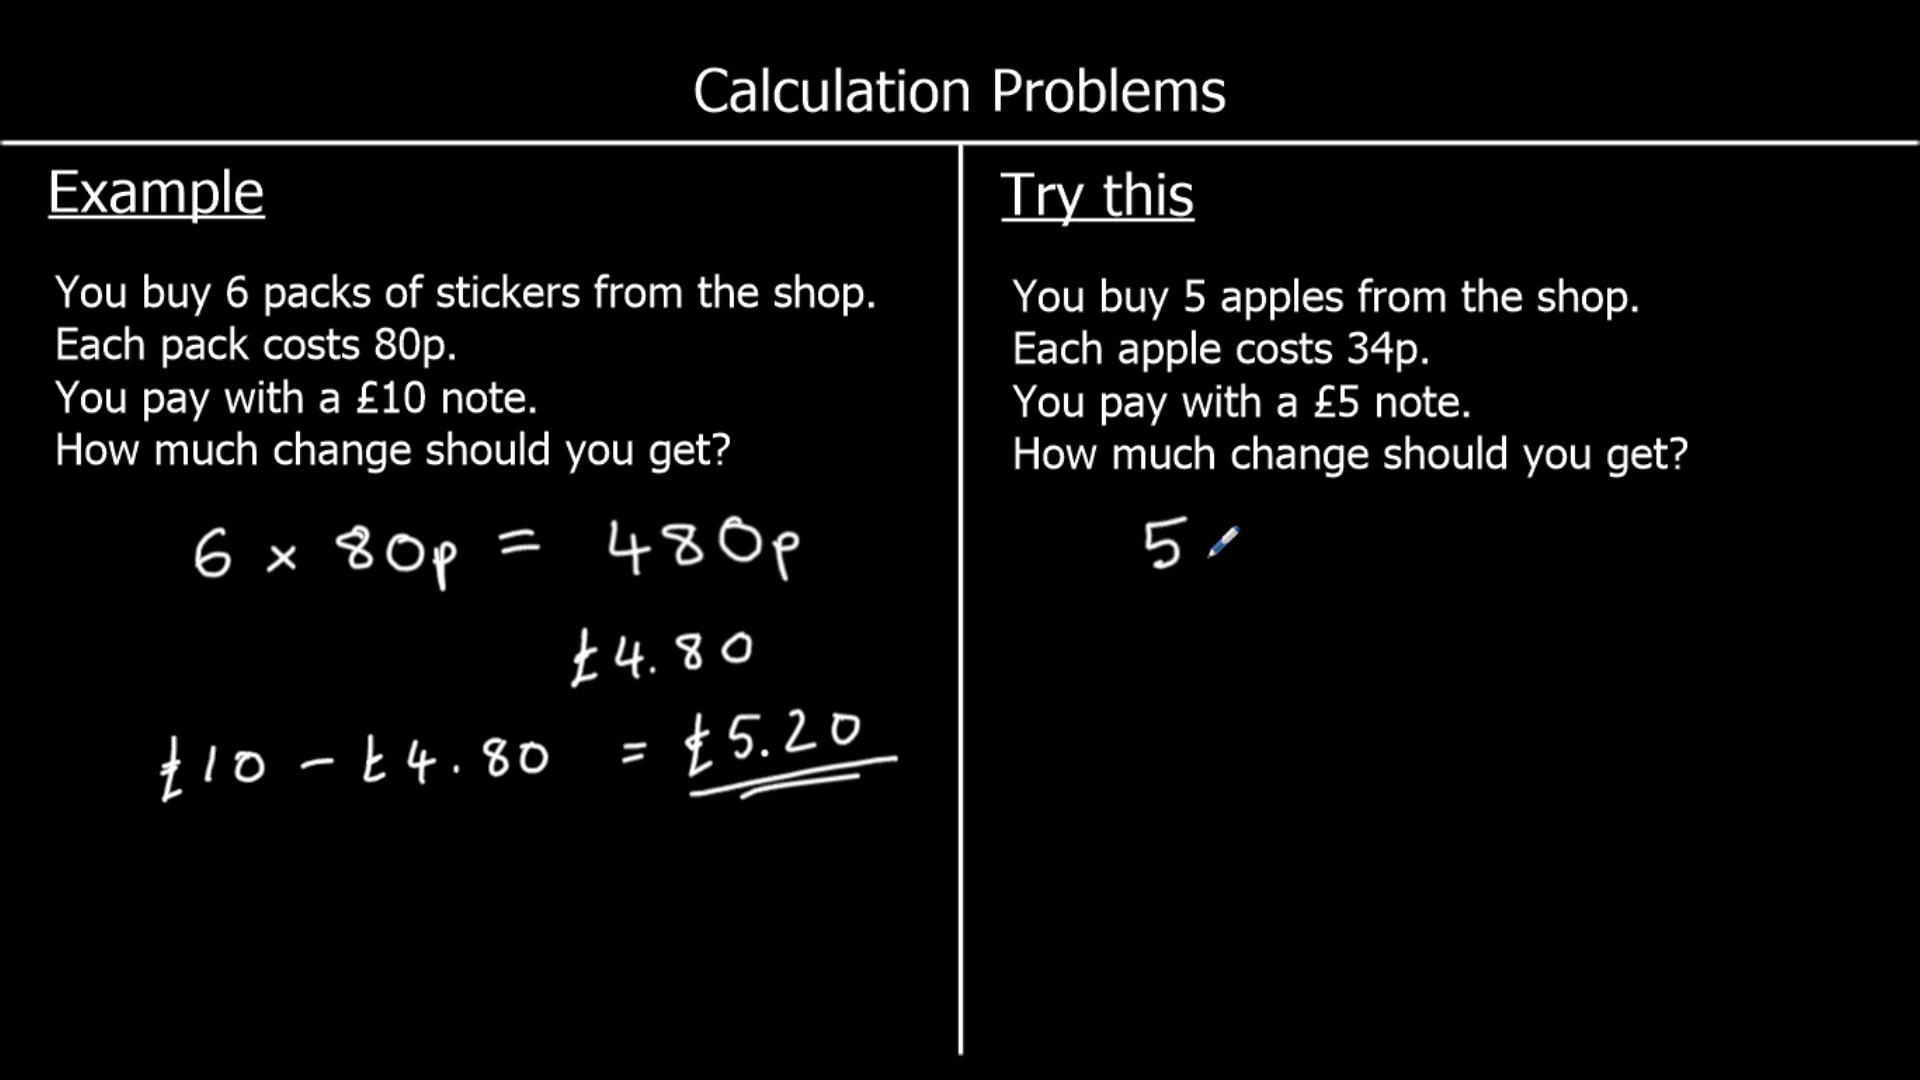 Calculation Problems
Example
You buy 6 packs of stickers from the shop.
Each pack costs 80p.
You pay with a £10 note.
How much change should you get?
6 × 80p = 480p
£4.80
£10 - £4.80 = £5.20
Try this
You buy 5 apples from the shop.
Each apple costs 34p.
You pay with a £5 note.
How much change should you get?
5